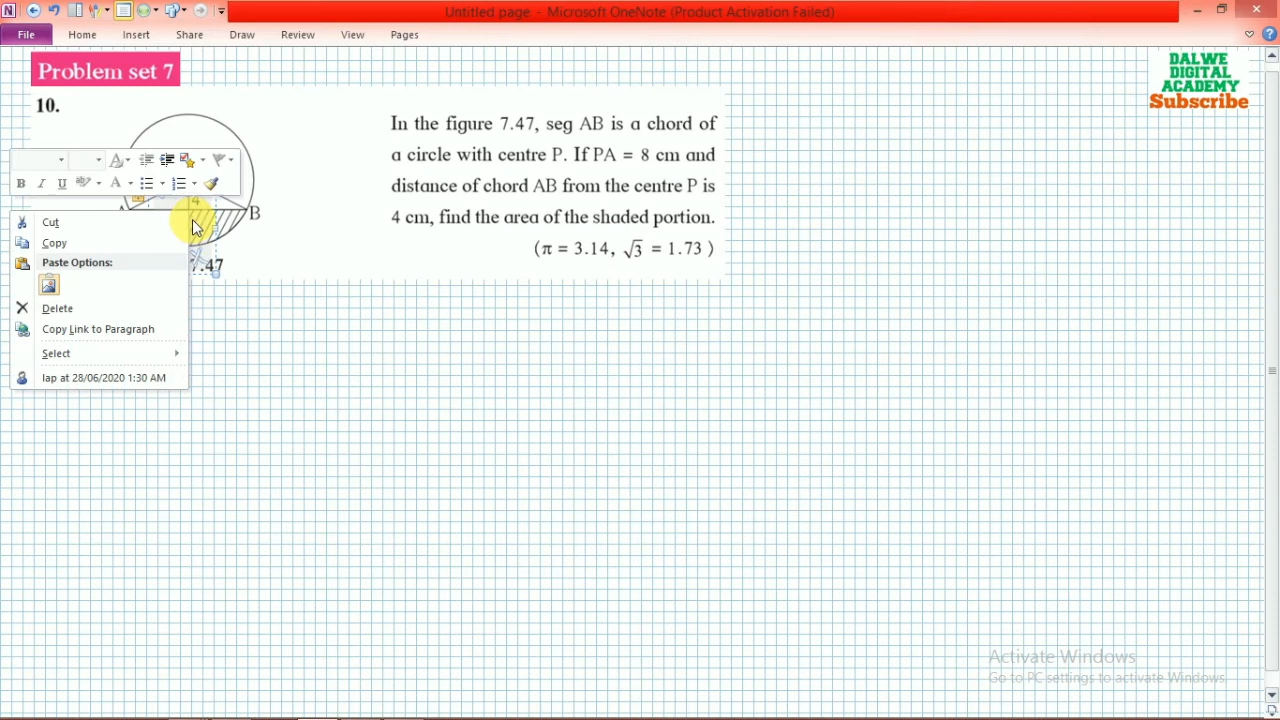 Untitled page - Microsoft OneNote (Product Activation Failed)
File Home Insert Share Draw Review View Pages
Problem set 7
DALWE
DIGITAL
ACADEMY
Subscribe
10.
In the figure 7.47, seg AB is a chord of
a circle with centre P. If PA = 8 cm and
distance of chord AB from the centre P is
4 cm, find the area of the shaded portion.
(π = 3.14, √3 = 1.73 )
4
B
7.47
B I U abc A
Cut
Copy
Paste Options:
Delete
Copy Link to Paragraph
Select
lap at 28/06/2020 1:30 AM
Activate Windows
Go to PC settings to activate Windows.